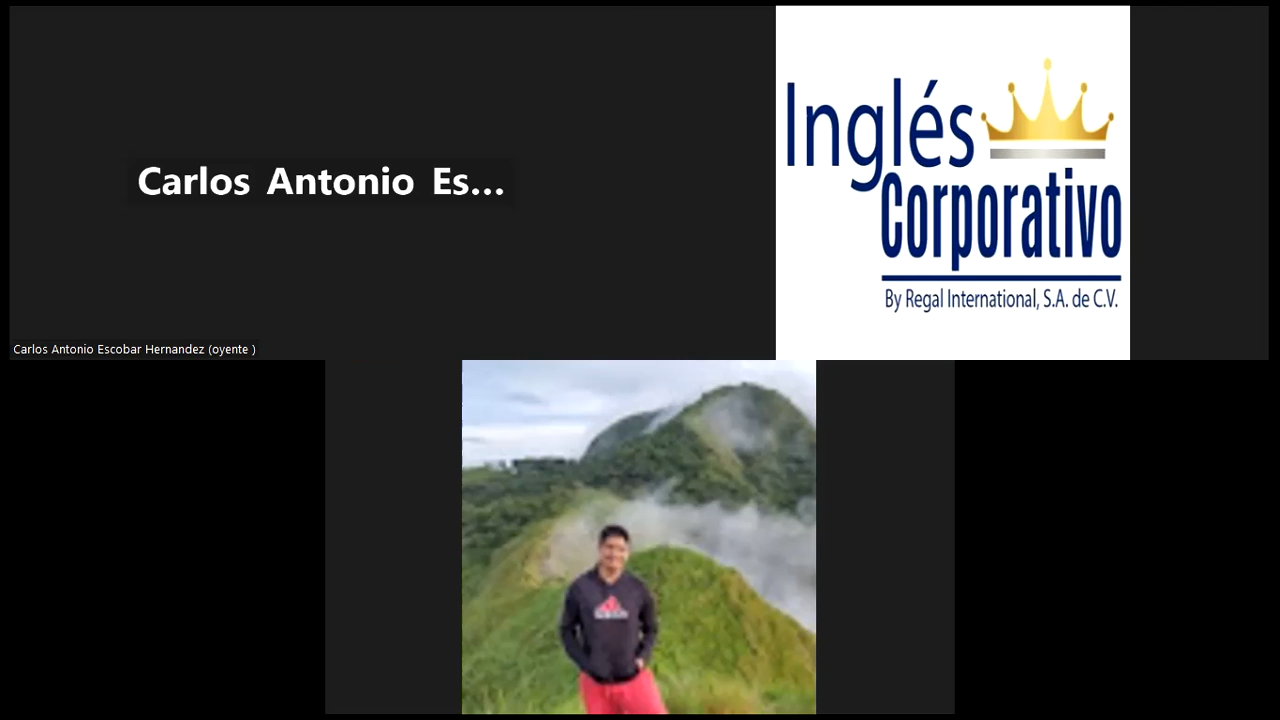 Carlos Antonio Es...
Carlos Antonio Escobar Hernandez (oyente )
Inglés
Corporativo
By Regal International, S.A. de C.V.